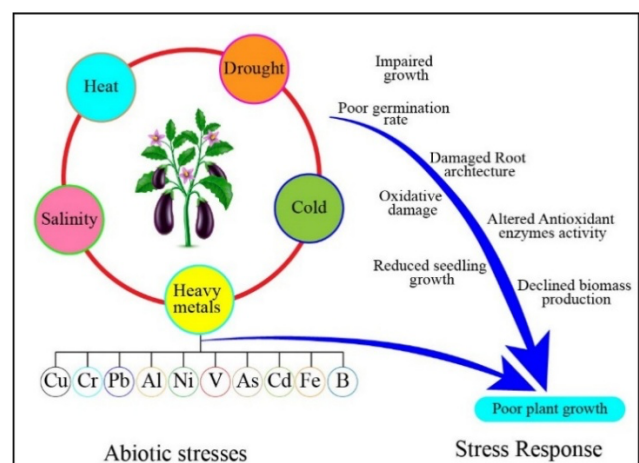 Drought
Heat
Salinity
Cold
Heavy
metals
Cu Cr Pb Al Ni V As Cd Fe B
Abiotic stresses
Impaired
growth
Poor germination
rate
Damaged Root
archtecture
Oxidative
damage
Altered Antioxidant
enzymes activity
Reduced seedling
growth
Declined biomass
production
Poor plant growth
Stress Response